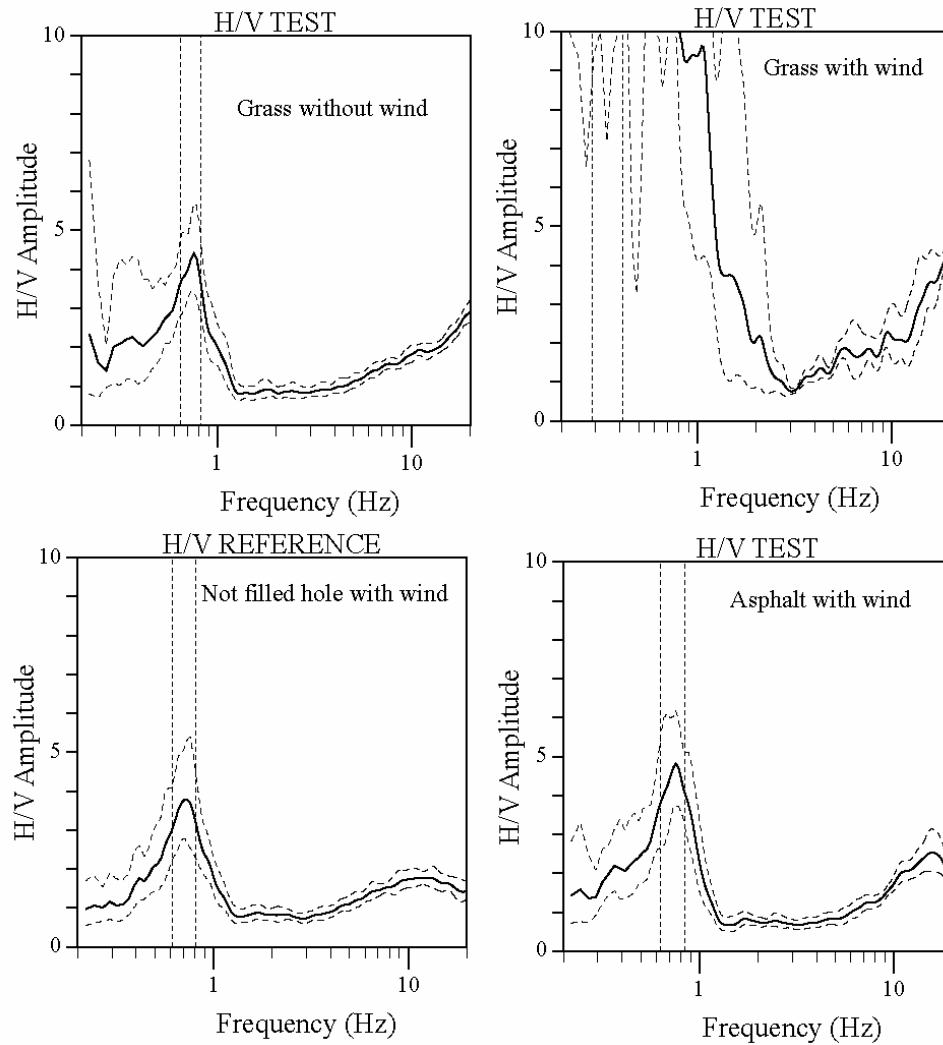 H/V TEST
10
5
0
H/V Amplitude
Grass without wind
1
10
Frequency (Hz)
H/V TEST
10
5
0
H/V Amplitude
Grass with wind
1
10
Frequency (Hz)
H/V REFERENCE
10
5
0
H/V Amplitude
Not filled hole with wind
1
10
Frequency (Hz)
H/V TEST
10
5
0
H/V Amplitude
Asphalt with wind
1
10
Frequency (Hz)